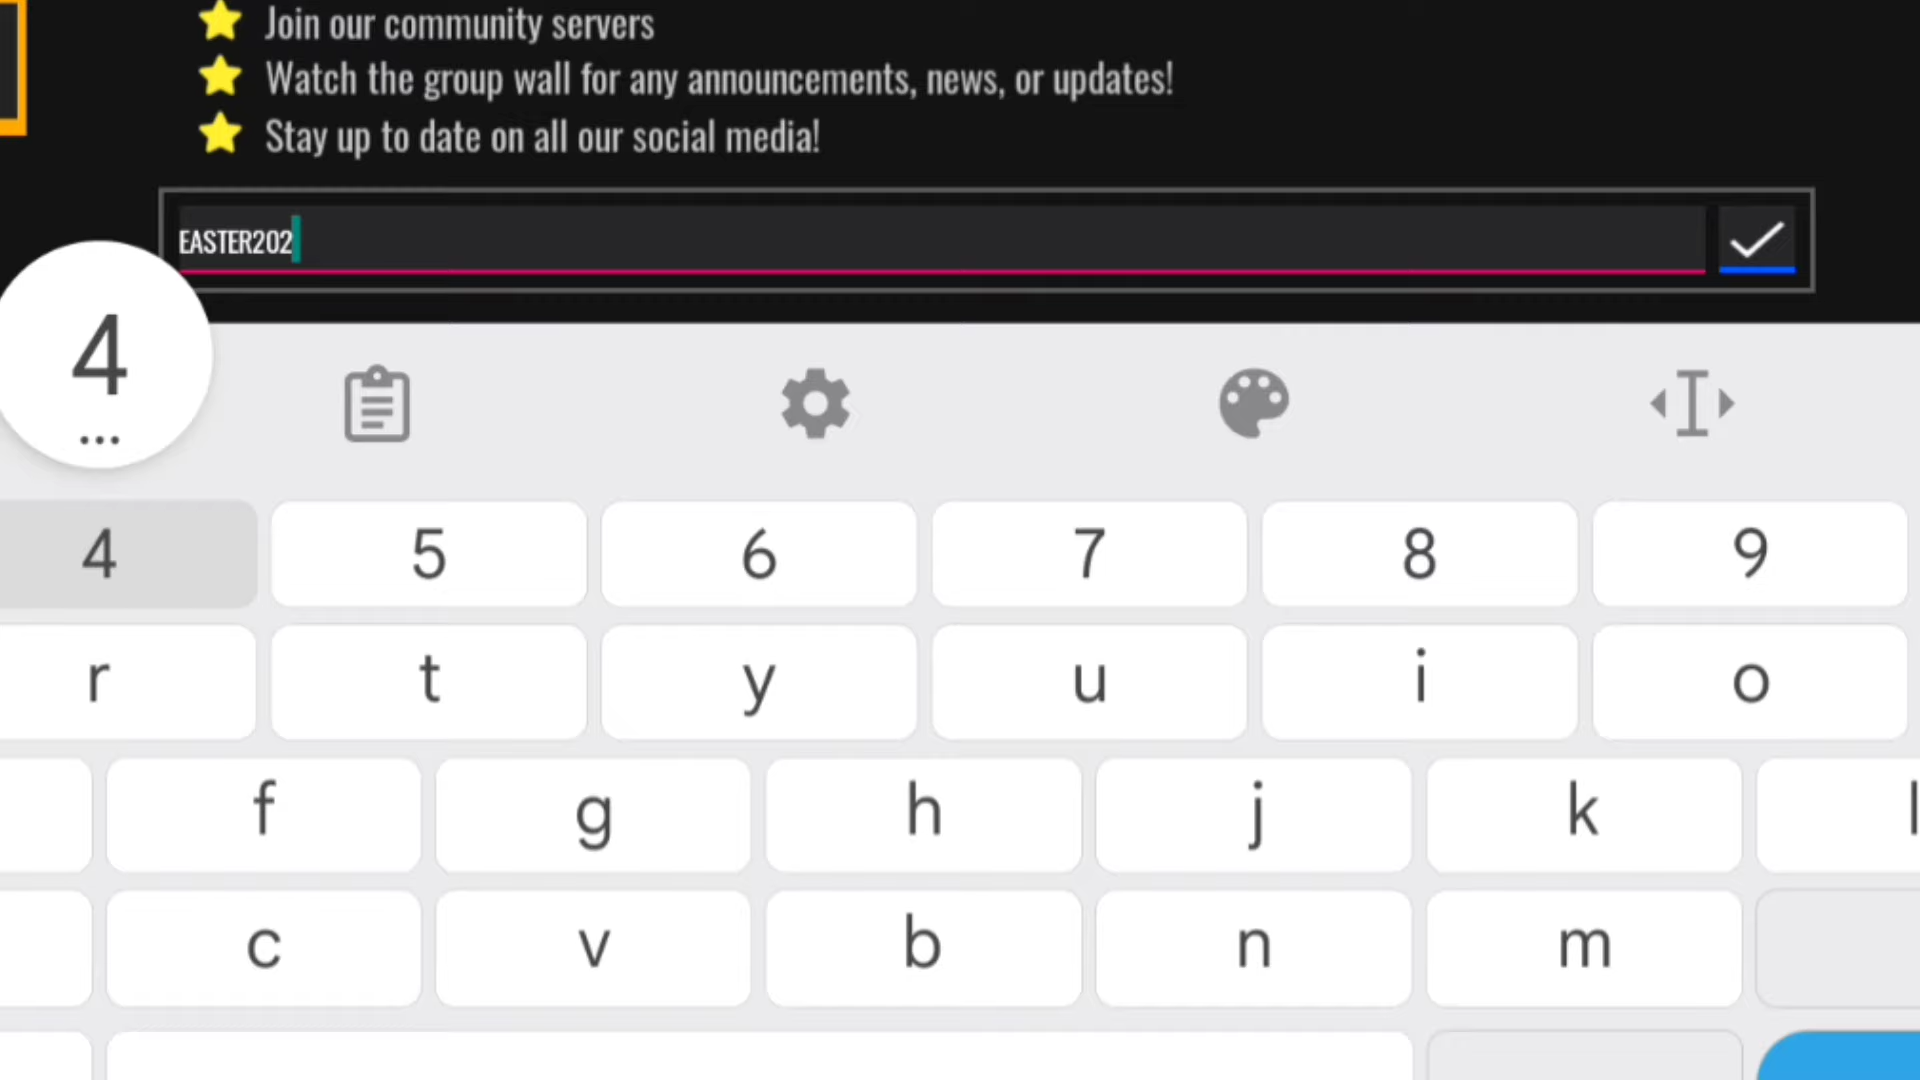 Join our community servers
Watch the group wall for any announcements, news, or updates!
Stay up to date on all our social media!
EASTER202
4
...
4 5 6 7 8 9
r t y u i o
f g h j k l
c v b n m